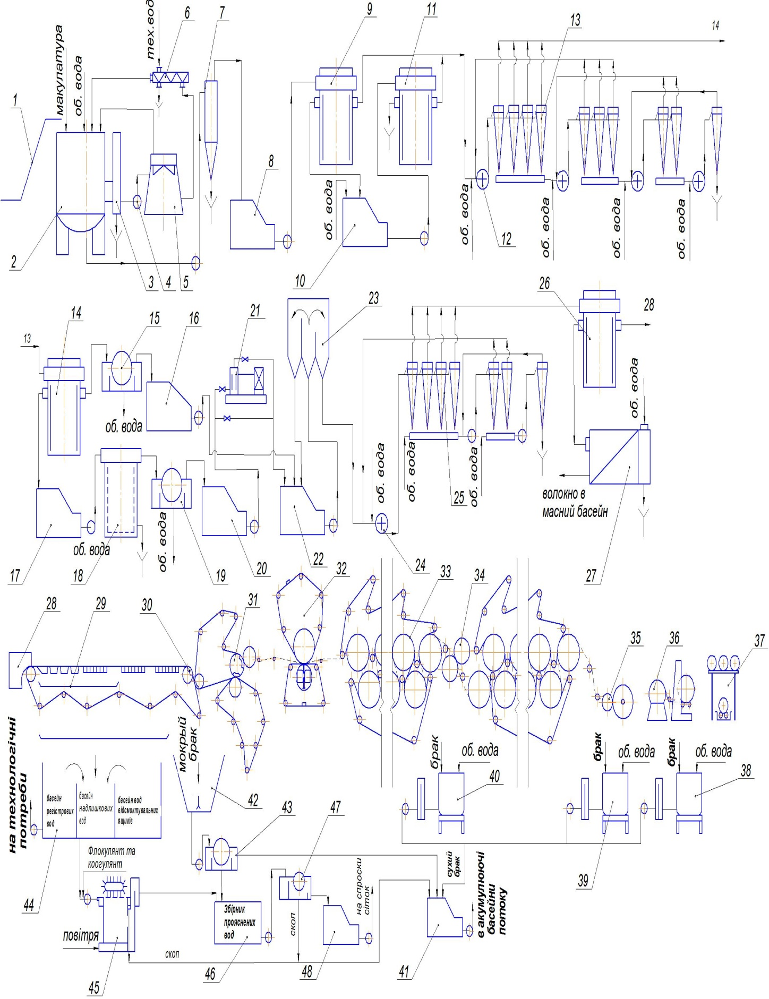 тех.вод
6
7
9
11
13
14
макулатура
об. вода
1
2
3
4
5
8
об. вода
10
об. вода
12
об. вода
об. вода
об. вода
13
14
15
16
21
23
26
28
об. вода
об. вода
об. вода
об. вода
25
об. вода
волокно в
масний басейн
27
17
об. вода
18
об. вода
19
20
22
24
28
29
30
31
32
33
34
35
36
37
на технологічні
потреби
мокрый
брак
брак
об. вода
40
брак
об. вода
брак
об. вода
38
39
басейн
регістрових
вод
басейн
надлишкових
вод
басейн вод
відсмоктувальних
ящиків
42
43
47
44
Флокулянт та
коогулянт
сухий
брак
на спроски
сіток
в акумулюючі
басейни
потоку
Збірник
прояснених
вод
повітря
скоп
скоп
45
46
48
41